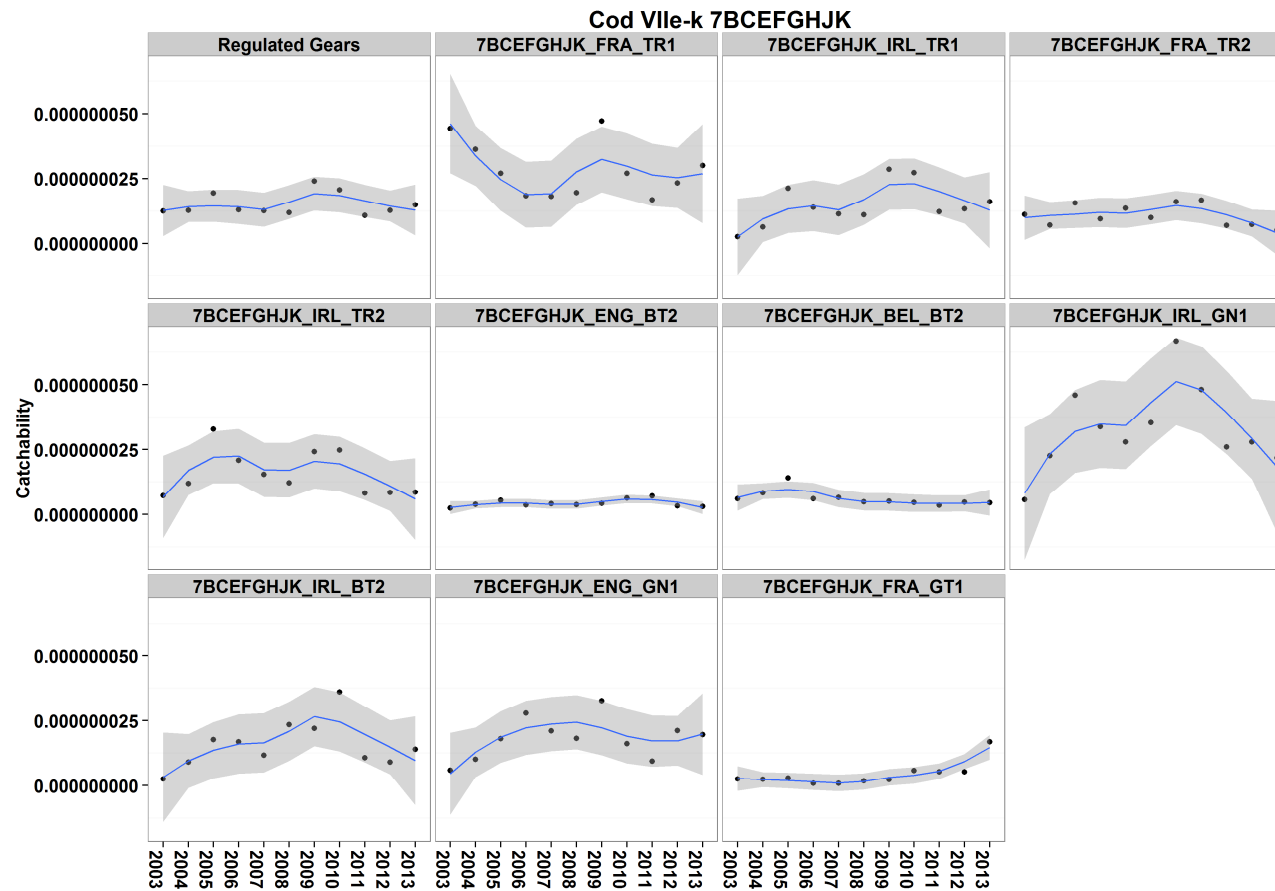 Cod VIIe-k 7BCEFGHJK
Regulated Gears
7BCEFGHJK_FRA_TR1
7BCEFGHJK_IRL_TR1
7BCEFGHJK_FRA_TR2
0.000000050
0.000000025
0.000000000
7BCEFGHJK_IRL_TR2
7BCEFGHJK_ENG_BT2
7BCEFGHJK_BEL_BT2
7BCEFGHJK_IRL_GN1
Catchability
0.000000050
0.000000025
0.000000000
7BCEFGHJK_IRL_BT2
7BCEFGHJK_ENG_GN1
7BCEFGHJK_FRA_GT1
0.000000050
0.000000025
0.000000000
2003 2004 2005 2006 2007 2008 2009 2010 2011 2012 2013
2003 2004 2005 2006 2007 2008 2009 2010 2011 2012 2013
2003 2004 2005 2006 2007 2008 2009 2010 2011 2012 2013